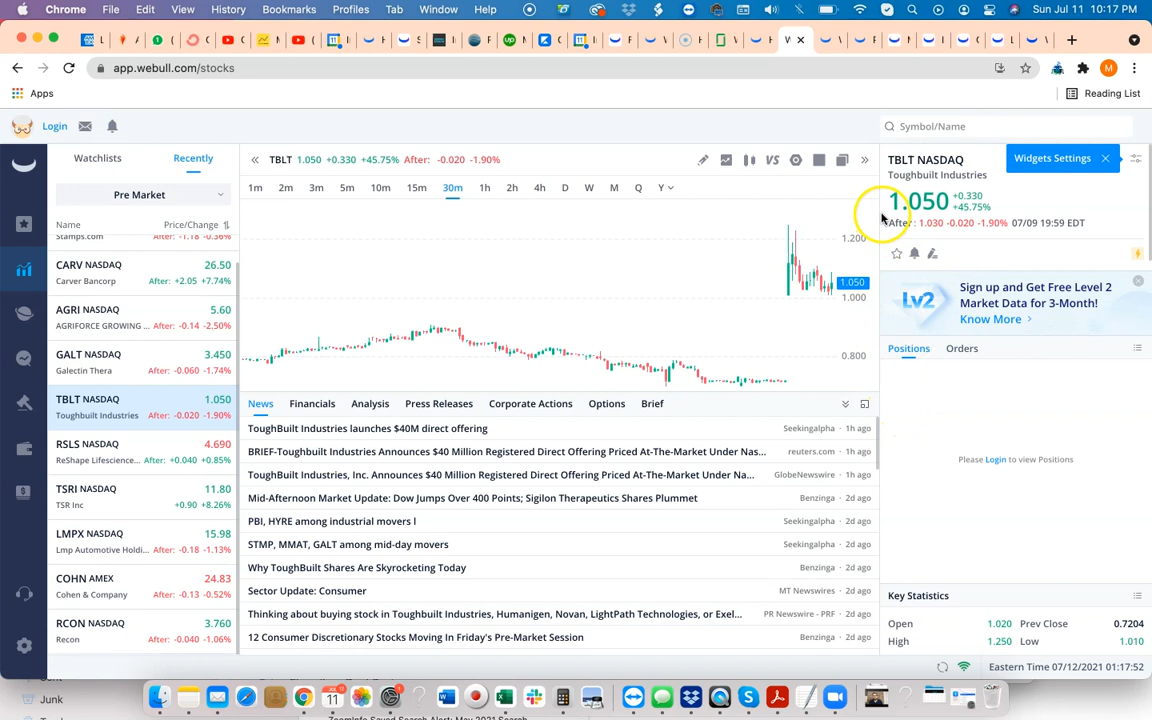 Chrome File Edit View History Bookmarks Profiles Tab Window Help Sun Jul 11 10:17 PM
app.webull.com/stocks
Apps Reading List
Login Symbol/Name
Watchlists Recently
Pre Market
Name Price/Change
Stamps.com After: -1.18 -0.36%
CARV NASDAQ 26.50
Carver Bancorp After: +2.05 +7.74%
AGRI NASDAQ 5.60
AGRIFORCE GROWING ... After: -0.14 -2.50%
GALT NASDAQ 3.450
Galectin Thera After: -0.060 -1.74%
TBLT NASDAQ 1.050
Toughbuilt Industries After: -0.020 -1.90%
RSLS NASDAQ 4.690
ReShape Lifescience... After: +0.040 +0.85%
TSRI NASDAQ 11.80
TSR Inc +0.90 +8.26%
LMPX NASDAQ 15.98
Lmp Automotive Holdi... After: -0.18 -1.13%
COHN AMEX 24.83
Cohen & Company After: -0.13 -0.52%
RCON NASDAQ 3.760
Recon After: -0.040 -1.06%
TBLT 1.050 +0.330 +45.75% After: -0.020 -1.90% VS
1m 2m 3m 5m 10m 15m 30m 1h 2h 4h D W M Q Y
1.200
1.050
1.000
0.800
News Financials Analysis Press Releases Corporate Actions Options Brief
ToughBuilt Industries launches $40M direct offering Seekingalpha · 1h ago
BRIEF-Toughbuilt Industries Announces $40 Million Registered Direct Offering Priced At-The-Market Under Nas... reuters.com · 1h ago
ToughBuilt Industries, Inc. Announces $40 Million Registered Direct Offering Priced At-The-Market Under Na... GlobeNewswire · 1h ago
Mid-Afternoon Market Update: Dow Jumps Over 400 Points; Sigilon Therapeutics Shares Plummet Benzinga · 2d ago
PBI, HYRE among industrial movers l Seekingalpha · 2d ago
STMP, MMAT, GALT among mid-day movers Seekingalpha · 2d ago
Why ToughBuilt Shares Are Skyrocketing Today Benzinga · 2d ago
Sector Update: Consumer MT Newswires · 2d ago
Thinking about buying stock in Toughbuilt Industries, Humanigen, Novan, LightPath Technologies, or Exel... PR Newswire - PRF · 2d ago
12 Consumer Discretionary Stocks Moving In Friday's Pre-Market Session Benzinga · 2d ago
TBLT NASDAQ
Widgets Settings
Toughbuilt Industries
1.050 +0.330
+45.75%
After: 1.030 -0.020 -1.90% 07/09 19:59 EDT
Lv2
Sign up and Get Free Level 2
Market Data for 3-Month!
Know More
Positions Orders
Please Login to view Positions
Key Statistics
Open 1.020 Prev Close 0.7204
High 1.250 Low 1.010
Eastern Time 07/12/2021 01:17:52
Junk